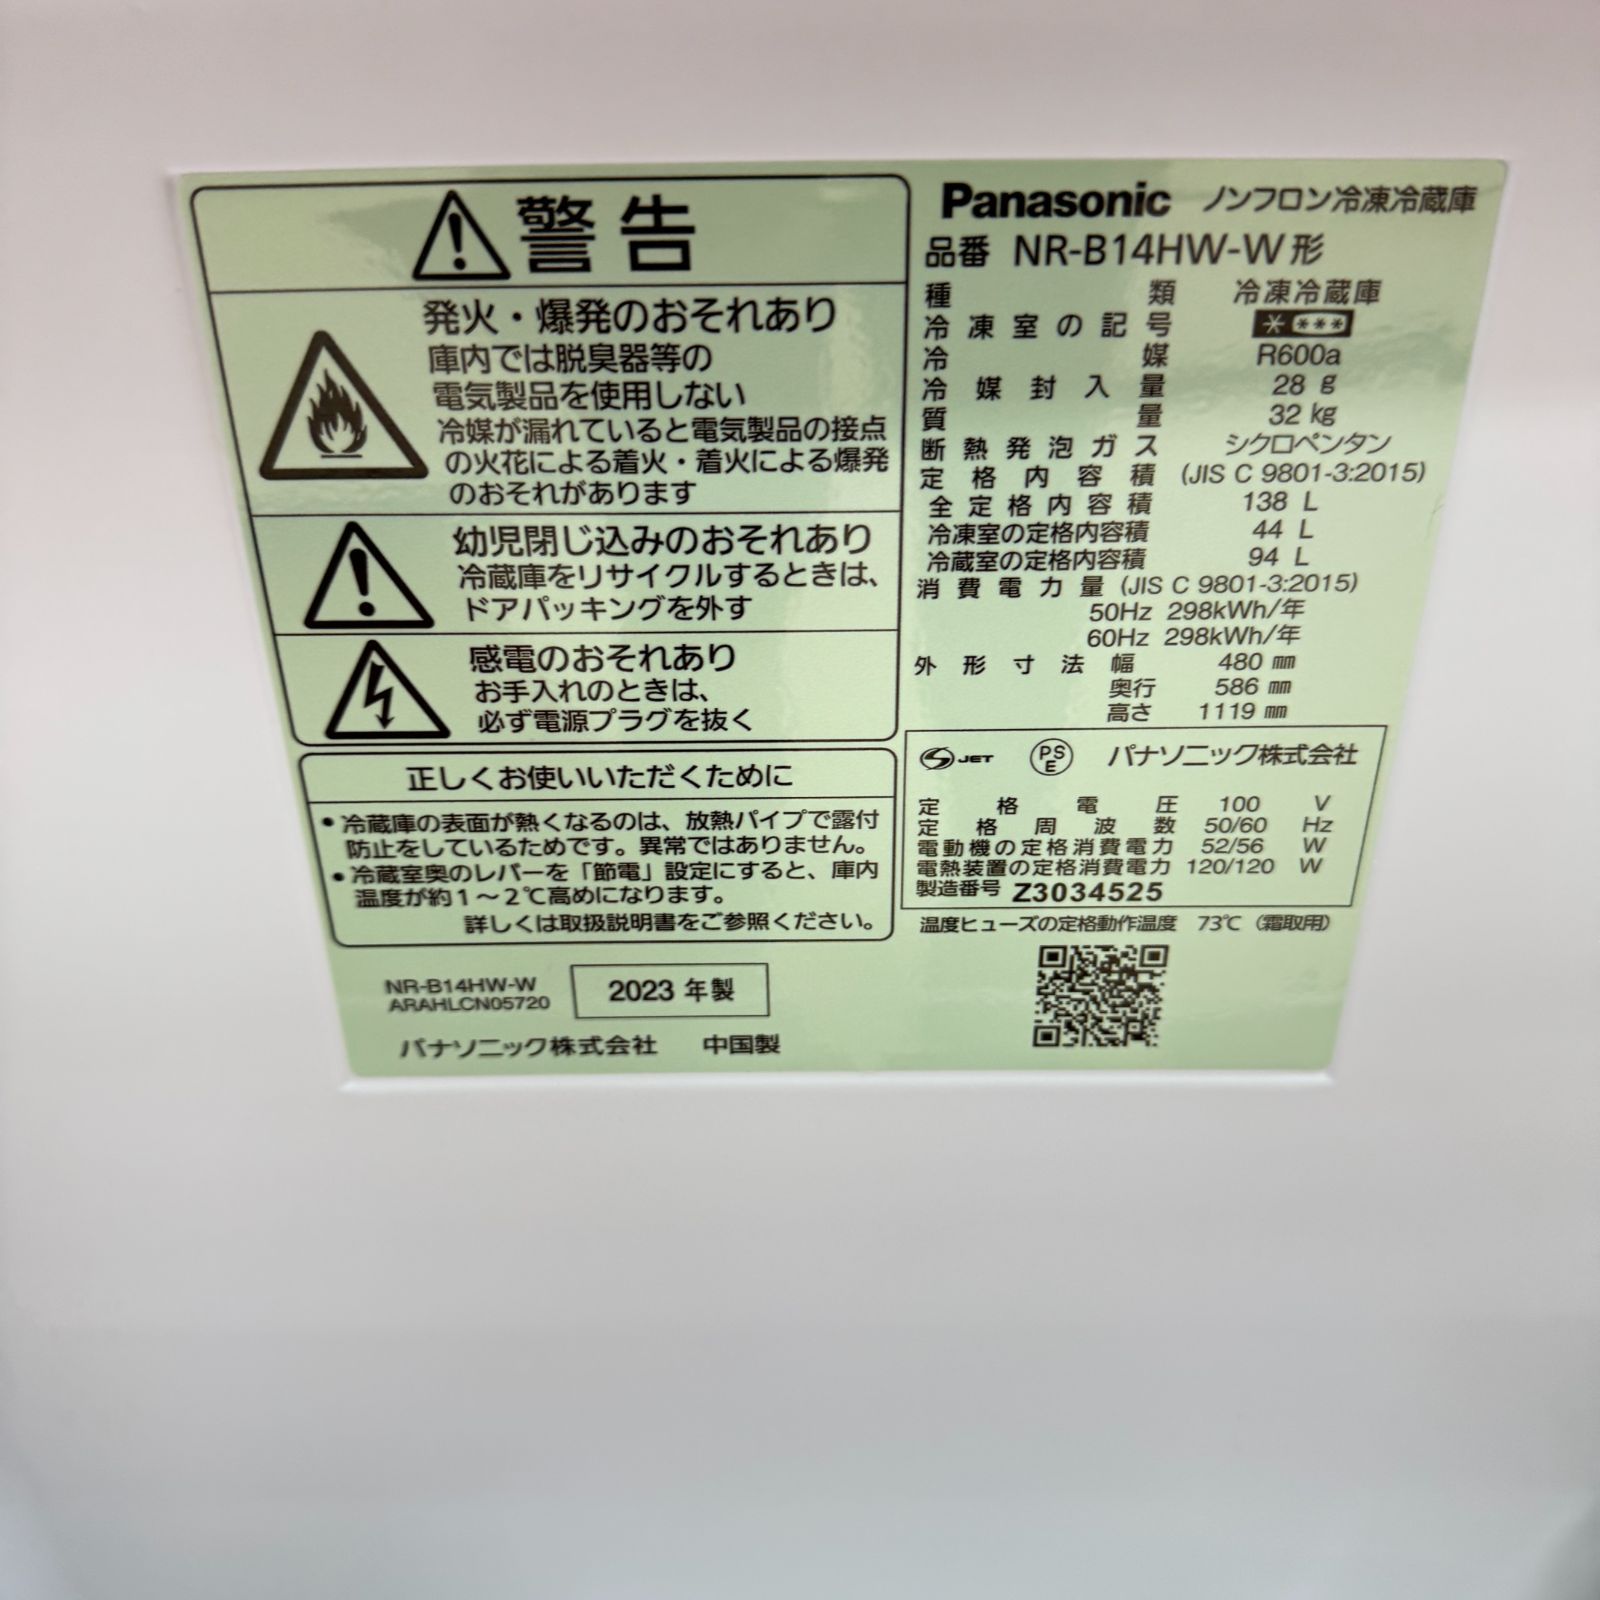 警告
発火・爆発のおそれあり
庫内では脱臭器等の
電気製品を使用しない
冷媒が漏れていると電気製品の接点
の火花による着火・着火による爆発
のおそれがあります
幼児閉じ込みのおそれあり
冷蔵庫をリサイクルするときは、
ドアパッキングを外す
感電のおそれあり
お手入れのときは、
必ず電源プラグを抜く
正しくお使いいただくために
•冷蔵庫の表面が熱くなるのは、放熱パイプで露付
防止をしているためです。異常ではありません。
•冷蔵室奥のレバーを「節電」設定にすると、庫内
温度が約1～2℃高めになります。
詳しくは取扱説明書をご参照ください。
NR-B14HW-W
ARAHLCN05720
2023 年製
パナソニック株式会社 中国製
Panasonic ノンフロン冷凍冷蔵庫
品番 NR-B14HW-W形
種類 冷凍冷蔵庫
冷凍室の記号 * ***
冷媒 R600a
冷媒封入量 28 g
質量 32 kg
断熱発泡ガス シクロペンタン
定格内容積 (JIS C 9801-3:2015)
全定格内容積 138 L
冷凍室の定格内容積 44 L
冷蔵室の定格内容積 94 L
消費電力量 (JIS C 9801-3:2015)
50Hz 298kWh/年
60Hz 298kWh/年
外形寸法 幅 480 mm
奥行 586 mm
高さ 1119 mm
S JET PS E パナソニック株式会社
定格電圧 100 V
定格周波数 50/60 Hz
電動機の定格消費電力 52/56 W
電熱装置の定格消費電力 120/120 W
製造番号 Z3034525
温度ヒューズの定格動作温度 73℃ (霜取用)